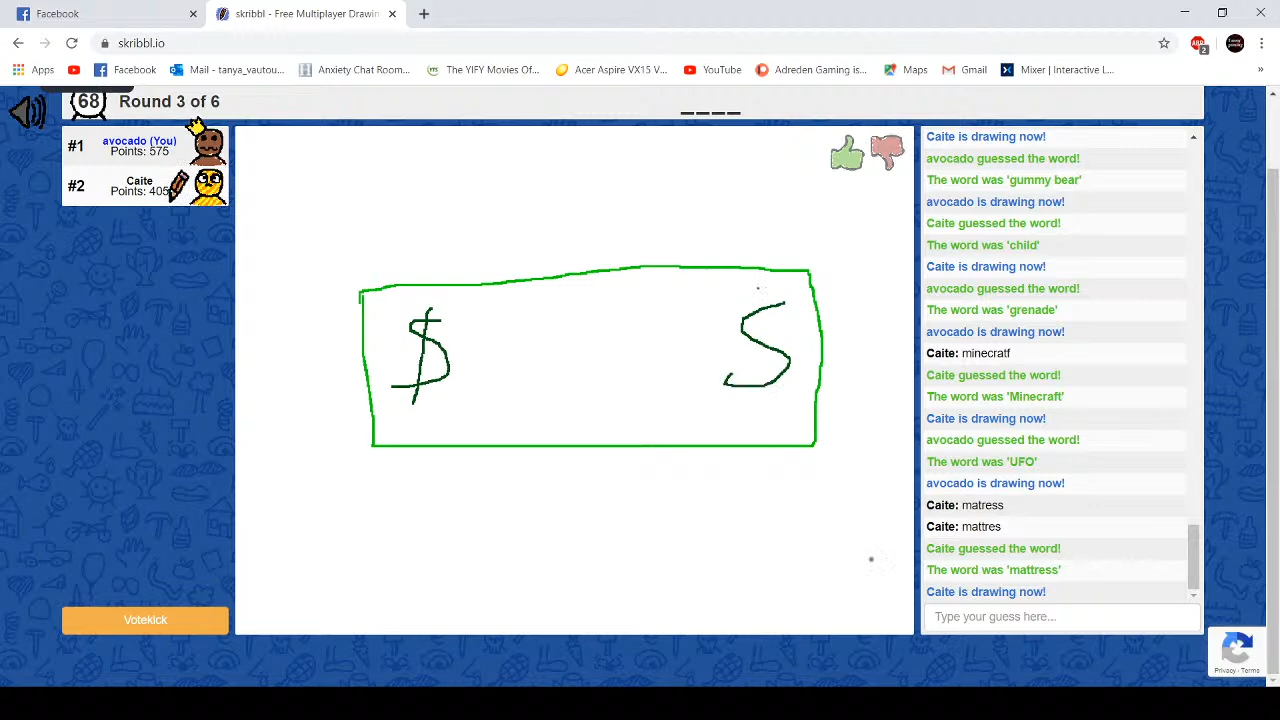 Facebook
skribbl - Free Multiplayer Drawin
skribbl.io
Apps
Facebook
Mail - tanya_vautou...
Anxiety Chat Room...
The YIFY Movies Of...
Acer Aspire VX15 V...
YouTube
Adreden Gaming is...
Maps
Gmail
Mixer | Interactive L...
»
68 Round 3 of 6
_ _ _ _
#1 avocado (You)
Points: 575
#2 Caite
Points: 405
$ S
Caite is drawing now!
avocado guessed the word!
The word was 'gummy bear'
avocado is drawing now!
Caite guessed the word!
The word was 'child'
Caite is drawing now!
avocado guessed the word!
The word was 'grenade'
avocado is drawing now!
Caite: minecratf
Caite guessed the word!
The word was 'Minecraft'
Caite is drawing now!
avocado guessed the word!
The word was 'UFO'
avocado is drawing now!
Caite: matress
Caite: mattres
Caite guessed the word!
The word was 'mattress'
Caite is drawing now!
Type your guess here...
Votekick
Privacy - Terms